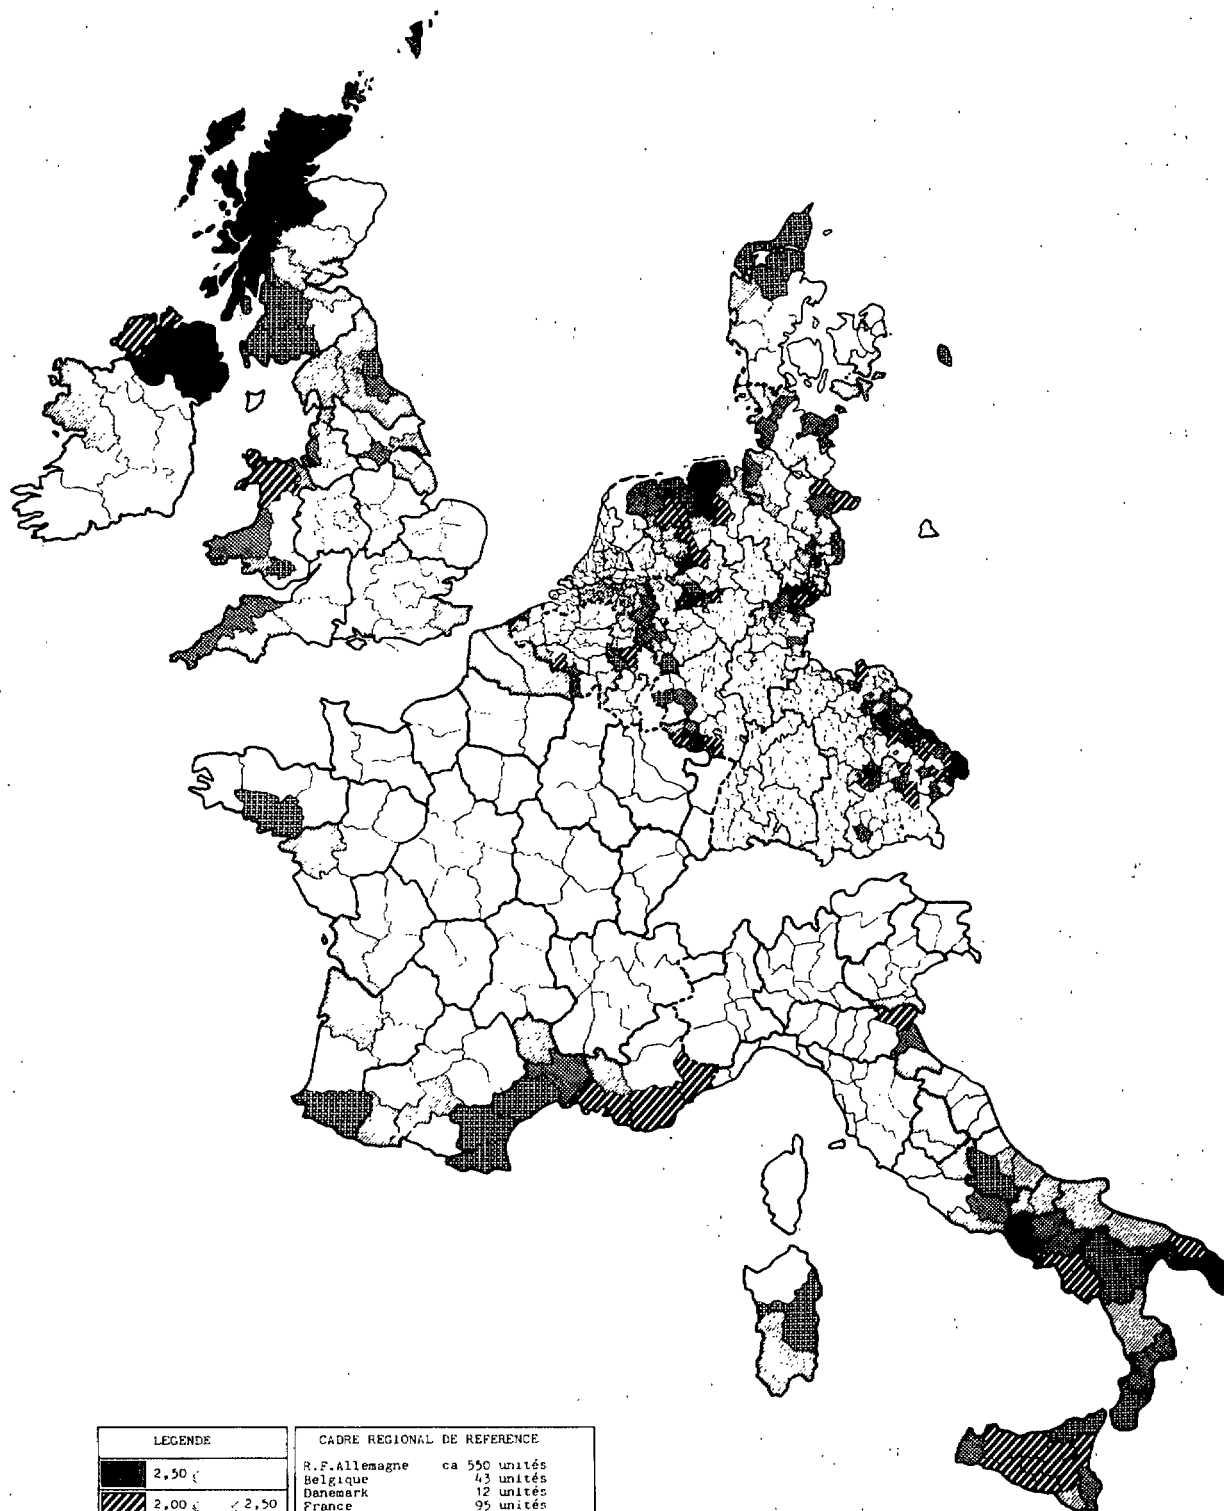 LEGENDE
2,50 ≤
2,00 ≤ < 2,50
CADRE REGIONAL DE REFERENCE
R.F.Allemagne ca 550 unités
Belgique 43 unités
Danemark 12 unités
France 95 unités